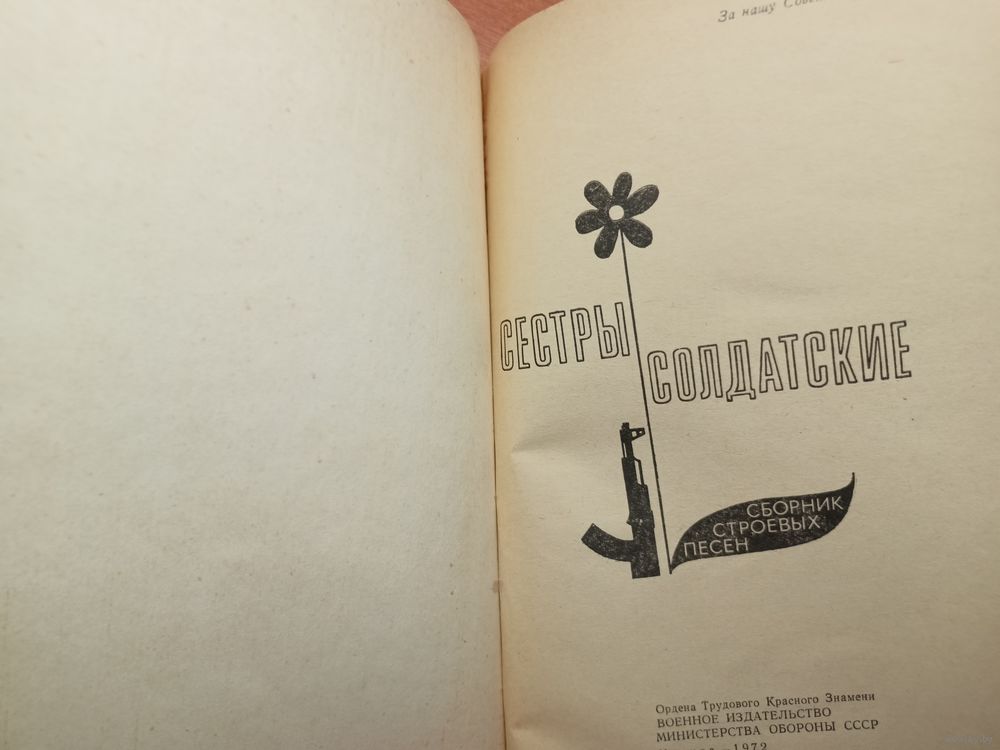 За нашу
СЕСТРЫ
СОЛДАТСКИЕ
СБОРНИК
СТРОЕВЫХ
ПЕСЕН
Ордена Трудового Красного Знамени
ВОЕННОЕ ИЗДАТЕЛЬСТВО
МИНИСТЕРСТВА ОБОРОНЫ СССР
—1972